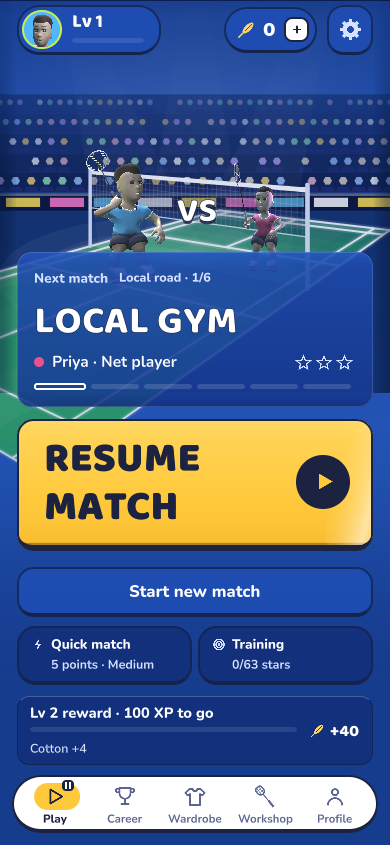 Lv 1
0 +
VS
Next match Local road · 1/6
LOCAL GYM
Priya · Net player
RESUME
MATCH
Start new match
Quick match
5 points · Medium
Training
0/63 stars
Lv 2 reward · 100 XP to go
+40
Cotton +4
Play
Career
Wardrobe
Workshop
Profile